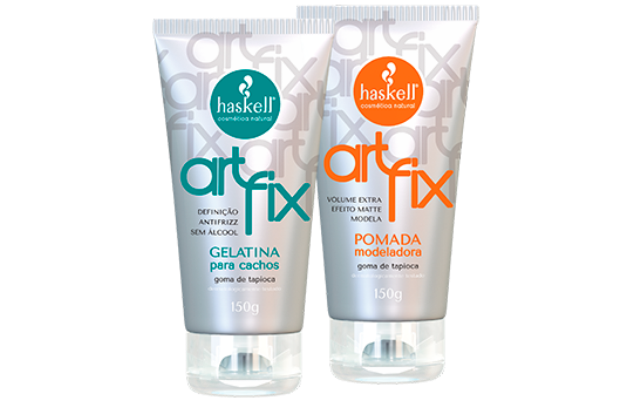 haskell®
cosmética natural
art
fix
DEFINIÇÃO
ANTIFRIZZ
SEM ÁLCOOL
GELATINA
para cachos
goma de tapioca
150g
haskell®
cosmética natural
art
fix
VOLUME EXTRA
EFEITO MATTE
MODELA
POMADA
modeladora
goma de tapioca
150g